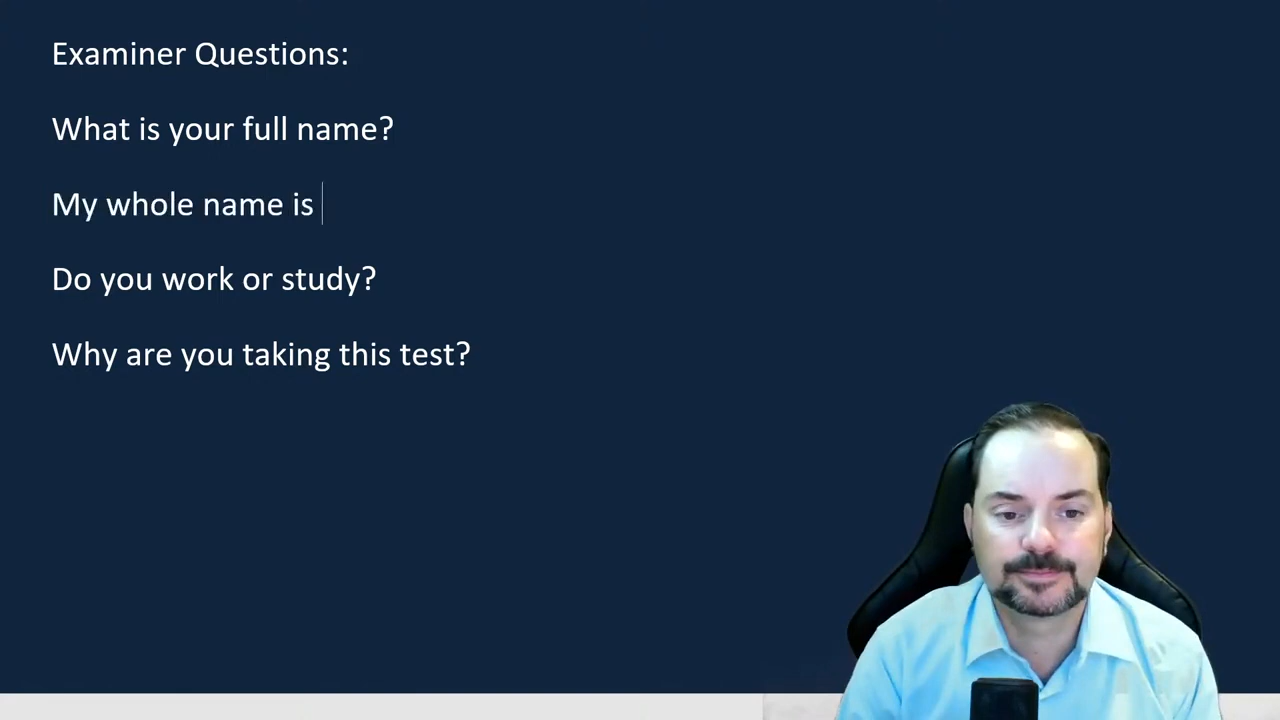 Examiner Questions:
What is your full name?
My whole name is
Do you work or study?
Why are you taking this test?